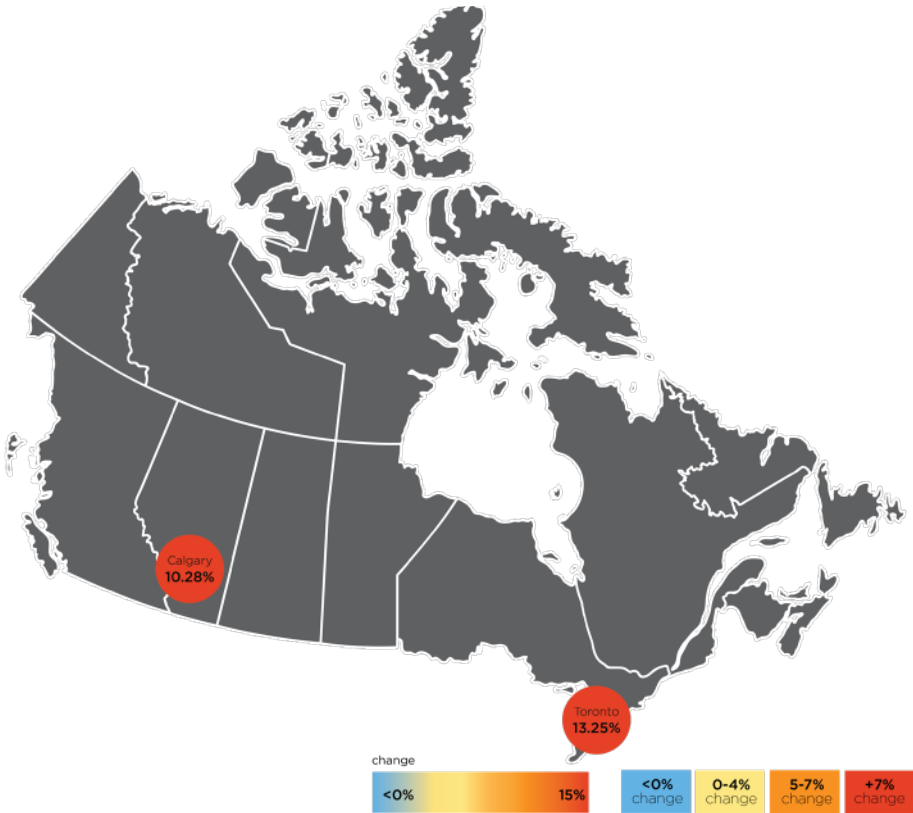 Calgary
10.28%
Toronto
13.25%
change
<0% 15%
<0% 0-4% 5-7% +7%
change change change change